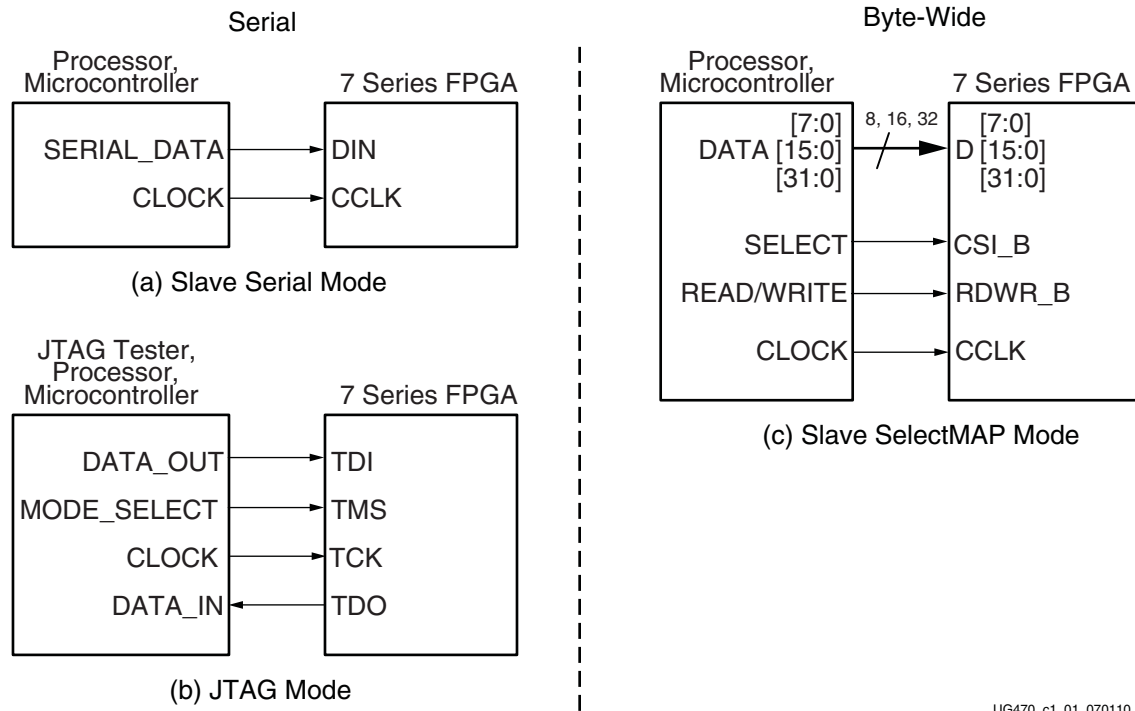 Serial
Processor,
Microcontroller
7 Series FPGA
SERIAL_DATA
DIN
CLOCK
CCLK
(a) Slave Serial Mode
JTAG Tester,
Processor,
Microcontroller
7 Series FPGA
DATA_OUT
TDI
MODE_SELECT
TMS
CLOCK
TCK
DATA_IN
TDO
(b) JTAG Mode
Byte-Wide
Processor,
Microcontroller
7 Series FPGA
[7:0]
DATA [15:0]
[31:0]
8, 16, 32
[7:0]
D [15:0]
[31:0]
SELECT
CSI_B
READ/WRITE
RDWR_B
CLOCK
CCLK
(c) Slave SelectMAP Mode
UG470_c1_01_070110